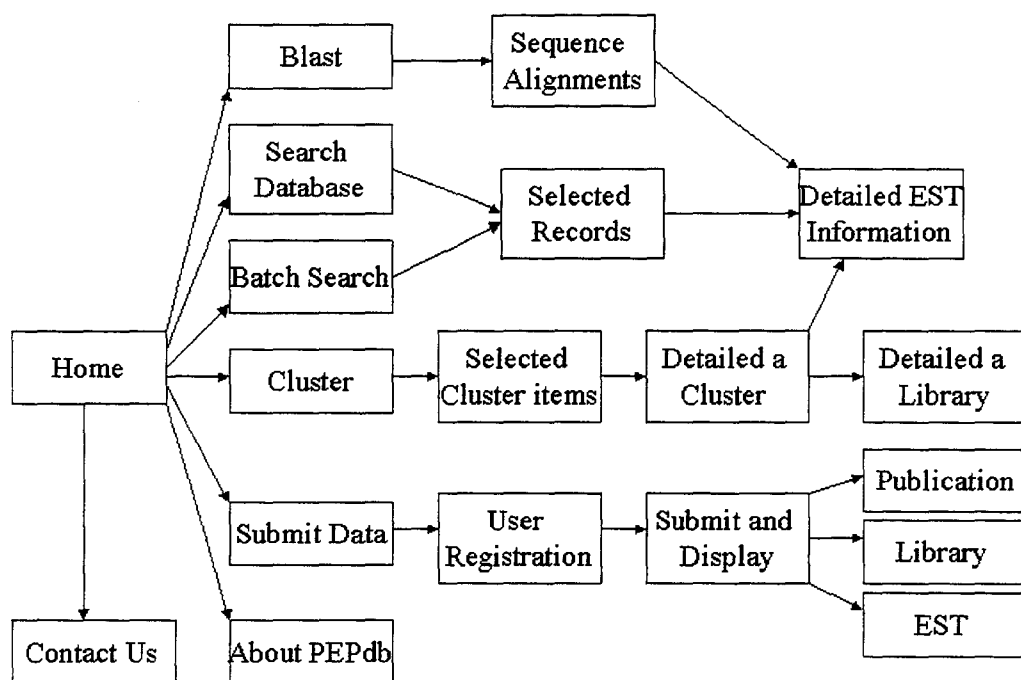 Blast
Sequence
Alignments
Search
Database
Selected
Records
Detailed EST
Information
Batch Search
Home
Cluster
Selected
Cluster items
Detailed a
Cluster
Detailed a
Library
Submit Data
User
Registration
Submit and
Display
Publication
Library
EST
Contact Us
About PEPdb